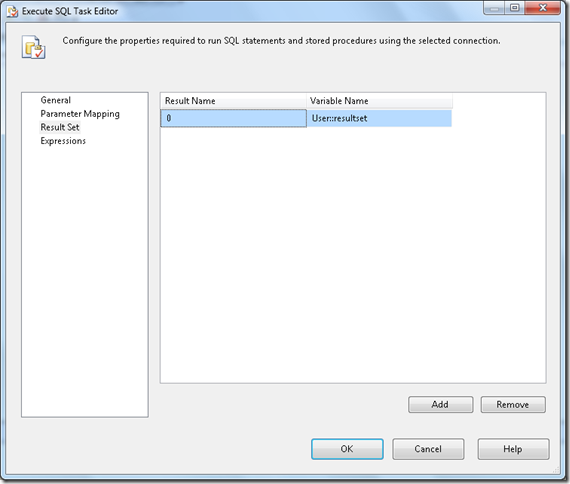 Execute SQL Task Editor
Configure the properties required to run SQL statements and stored procedures using the selected connection.
General
Parameter Mapping
Result Set
Expressions
Result Name Variable Name
0 User::resultset
Add Remove
OK Cancel Help